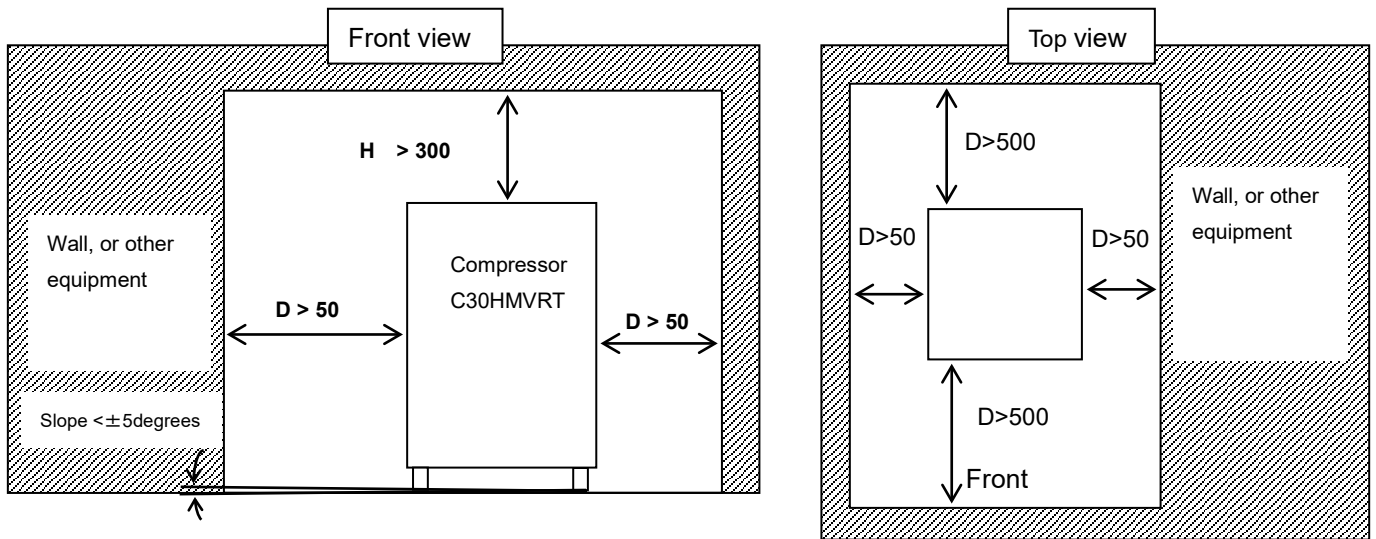 Front view
H > 300
Wall, or other
equipment
Compressor
C30HMVRT
D > 50
D > 50
Slope <±5degrees
Top view
D>500
Wall, or other
equipment
D>50
D>50
D>500
Front